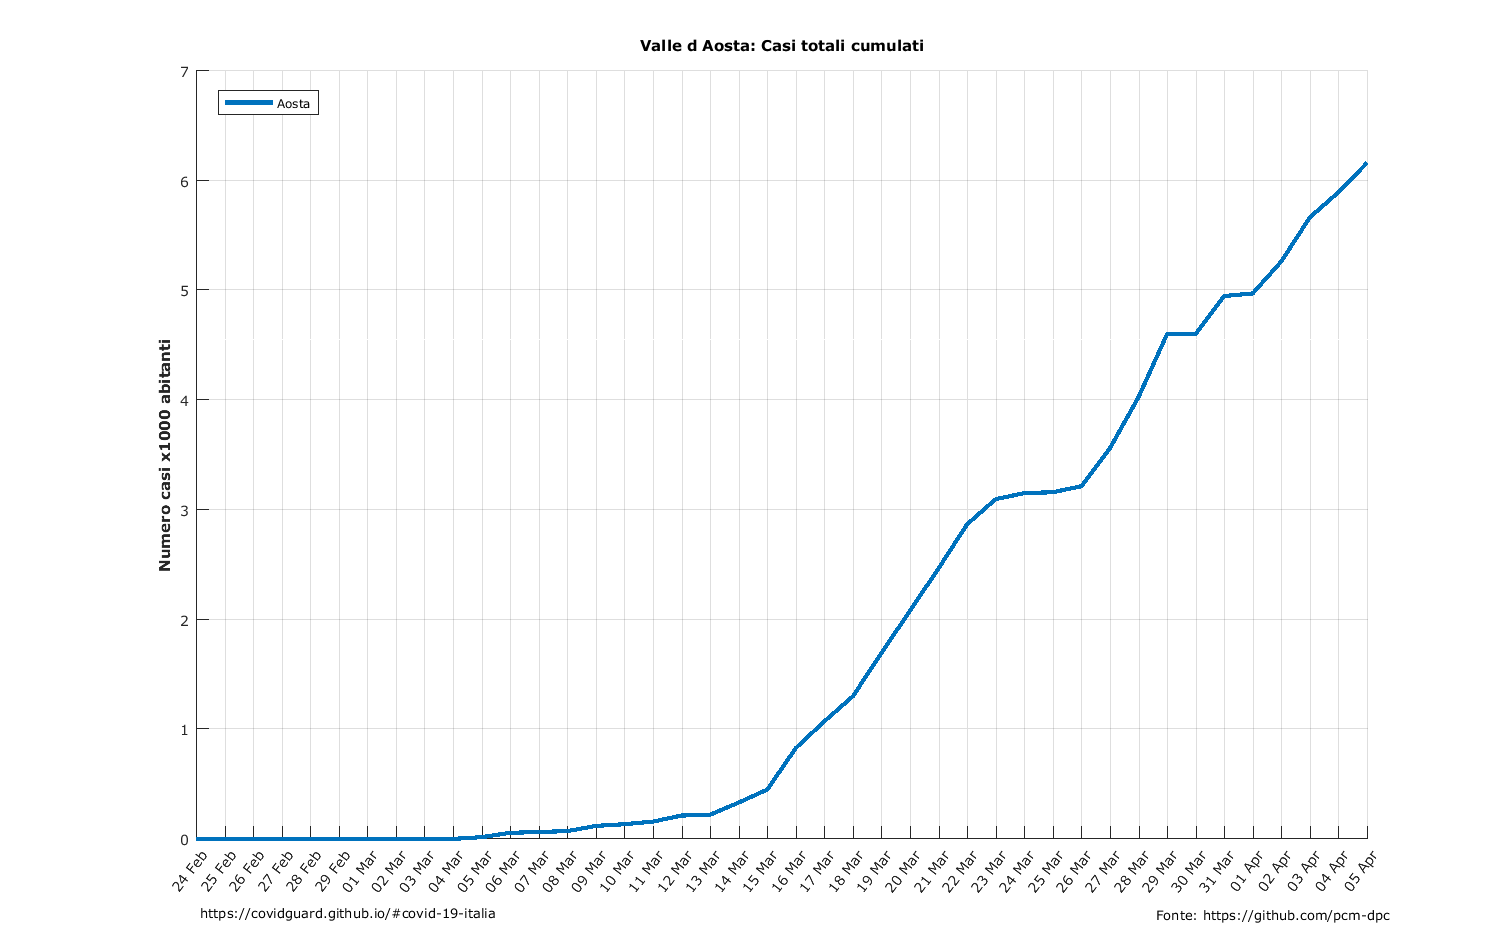 Valle d Aosta: Casi totali cumulati
Aosta
Numero casi x1000 abitanti
7
6
5
4
3
2
1
0
24 Feb
25 Feb
26 Feb
27 Feb
28 Feb
29 Feb
01 Mar
02 Mar
03 Mar
04 Mar
05 Mar
06 Mar
07 Mar
08 Mar
09 Mar
10 Mar
11 Mar
12 Mar
13 Mar
14 Mar
15 Mar
16 Mar
17 Mar
18 Mar
19 Mar
20 Mar
21 Mar
22 Mar
23 Mar
24 Mar
25 Mar
26 Mar
27 Mar
28 Mar
29 Mar
30 Mar
31 Mar
01 Apr
02 Apr
03 Apr
04 Apr
05 Apr
https://covidguard.github.io/#covid-19-italia
Fonte: https://github.com/pcm-dpc